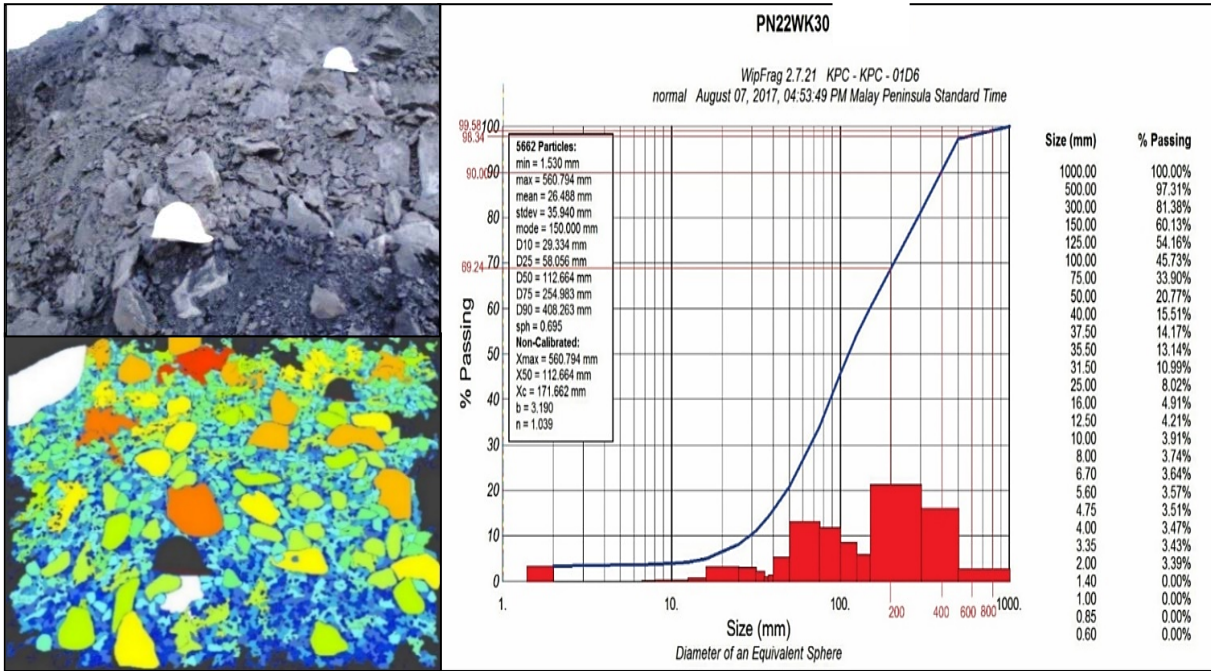 PN22WK30
WipFrag 2.7.21 KPC - KPC - 01D6
normal August 07, 2017, 04:53:49 PM Malay Peninsula Standard Time
99.58
100
98.34
90.00
90
80
70
69.24
60
50
40
30
20
10
0
% Passing
5662 Particles:
min = 1.530 mm
max = 560.794 mm
mean = 26.488 mm
stdev = 35.940 mm
mode = 150.000 mm
D10 = 29.334 mm
D25 = 58.056 mm
D50 = 112.664 mm
D75 = 254.983 mm
D90 = 408.263 mm
sph = 0.695
Non-Calibrated:
Xmax = 560.794 mm
X50 = 112.664 mm
Xc = 171.662 mm
b = 3.190
n = 1.039
1. 10. 100. 1000.
200 400 600 800
Size (mm)
Diameter of an Equivalent Sphere
Size (mm) % Passing
1000.00 100.00%
500.00 97.31%
300.00 81.38%
150.00 60.13%
125.00 54.16%
100.00 45.73%
75.00 33.90%
50.00 20.77%
40.00 15.51%
37.50 14.17%
35.50 13.14%
31.50 10.99%
25.00 8.02%
16.00 4.91%
12.50 4.21%
10.00 3.91%
8.00 3.74%
6.70 3.64%
5.60 3.57%
4.75 3.51%
4.00 3.47%
3.35 3.43%
2.00 3.39%
1.40 0.00%
1.00 0.00%
0.85 0.00%
0.60 0.00%